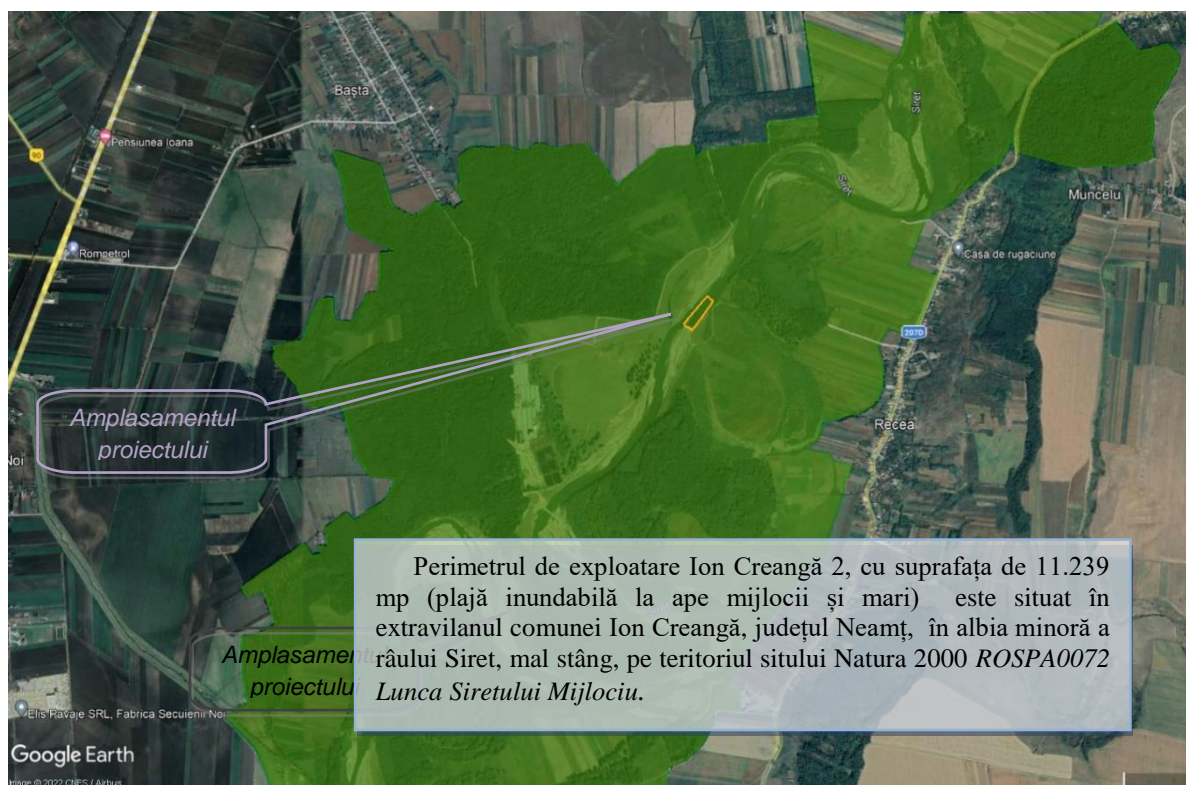 Siret
Bașta
Pensiunea Ioana
90
Siret
Muncelu
Rompetrol
Casa de rugaciune
207D
Amplasamentul
proiectului
Recea
Noi
Perimetrul de exploatare Ion Creangă 2, cu suprafața de 11.239
mp (plajă inundabilă la ape mijlocii și mari) este situat în
extravilanul comunei Ion Creangă, județul Neamț, în albia minoră a
râului Siret, mal stâng, pe teritoriul sitului Natura 2000 ROSPA0072
Lunca Siretului Mijlociu.
Amplasamentul
proiectului
Elis Pavaje SRL, Fabrica Secuienii Noi
Google Earth
Image © 2022 CNES / Airbus